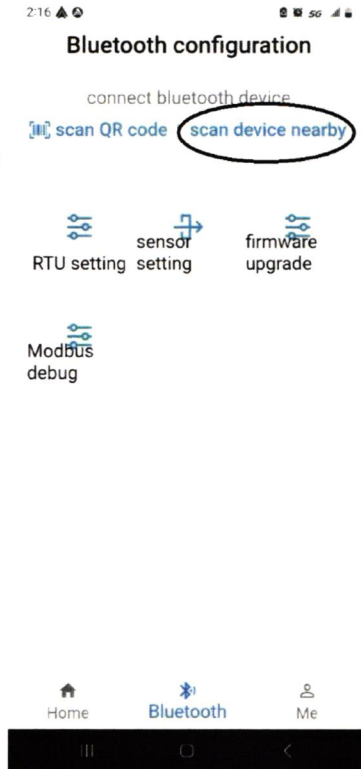 2:16
5G
Bluetooth configuration
connect bluetooth device
scan QR code scan device nearby
RTU setting
sensor
setting
firmware
upgrade
Modbus
debug
Home
Bluetooth
Me